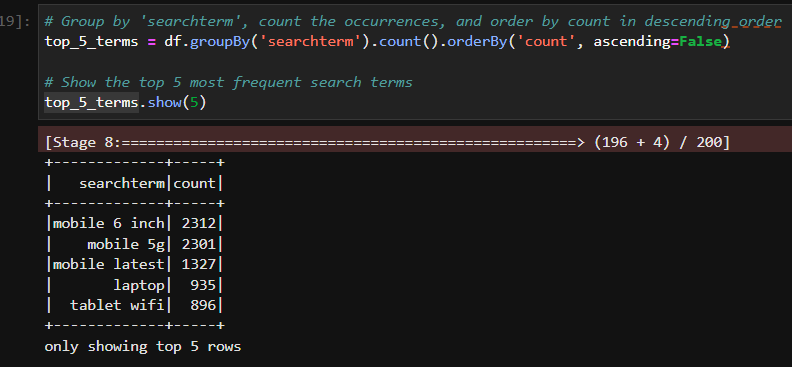 19]:
# Group by 'searchterm', count the occurrences, and order by count in descending order
top_5_terms = df.groupBy('searchterm').count().orderBy('count', ascending=False)
# Show the top 5 most frequent search terms
top_5_terms.show(5)
[Stage 8:=====================================================> (196 + 4) / 200]
+-------------+-----+
|   searchterm|count|
+-------------+-----+
|mobile 6 inch| 2312|
|    mobile 5g| 2301|
|mobile latest| 1327|
|       laptop|  935|
|  tablet wifi|  896|
+-------------+-----+
only showing top 5 rows